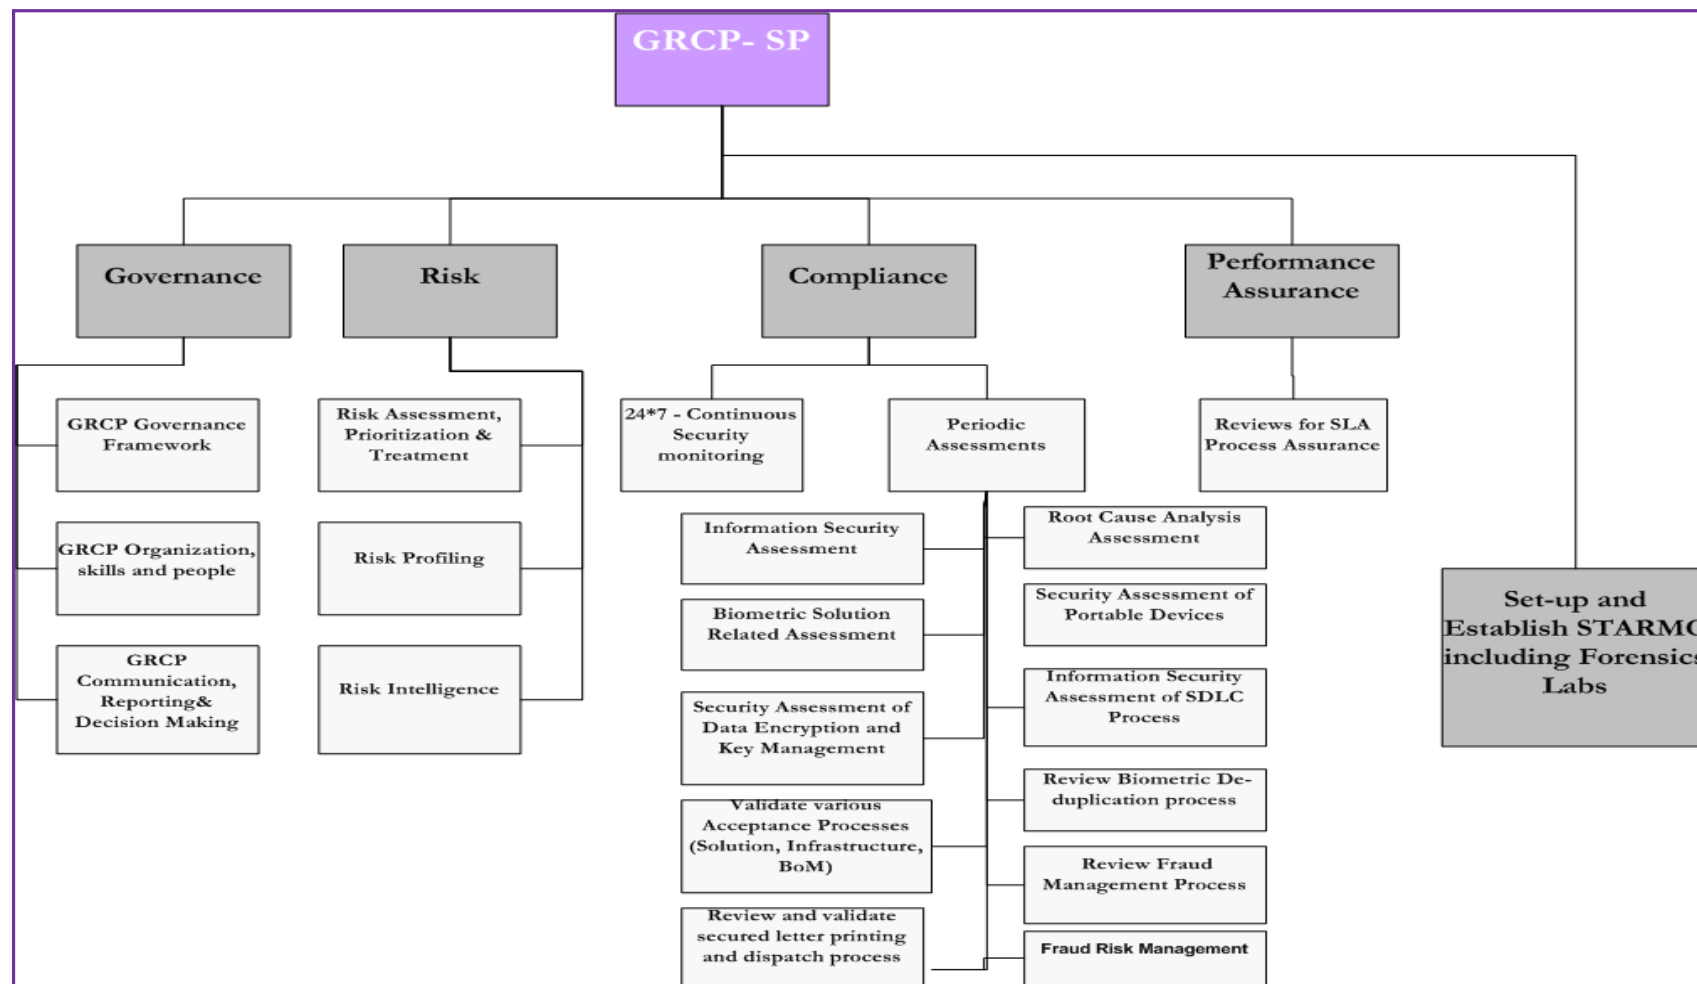 GRCP- SP
Governance
Risk
Compliance
Performance
Assurance
GRCP Governance
Framework
GRCP Organization,
skills and people
GRCP
Communication,
Reporting&
Decision Making
Risk Assessment,
Prioritization &
Treatment
Risk Profiling
Risk Intelligence
24*7 - Continuous
Security
monitoring
Periodic
Assessments
Information Security
Assessment
Biometric Solution
Related Assessment
Security Assessment of
Data Encryption and
Key Management
Validate various
Acceptance Processes
(Solution, Infrastructure,
BoM)
Review and validate
secured letter printing
and dispatch process
Root Cause Analysis
Assessment
Security Assessment of
Portable Devices
Information Security
Assessment of SDLC
Process
Review Biometric De-
duplication process
Review Fraud
Management Process
Fraud Risk Management
Reviews for SLA
Process Assurance
Set-up and
Establish STARMC
including Forensics
Labs